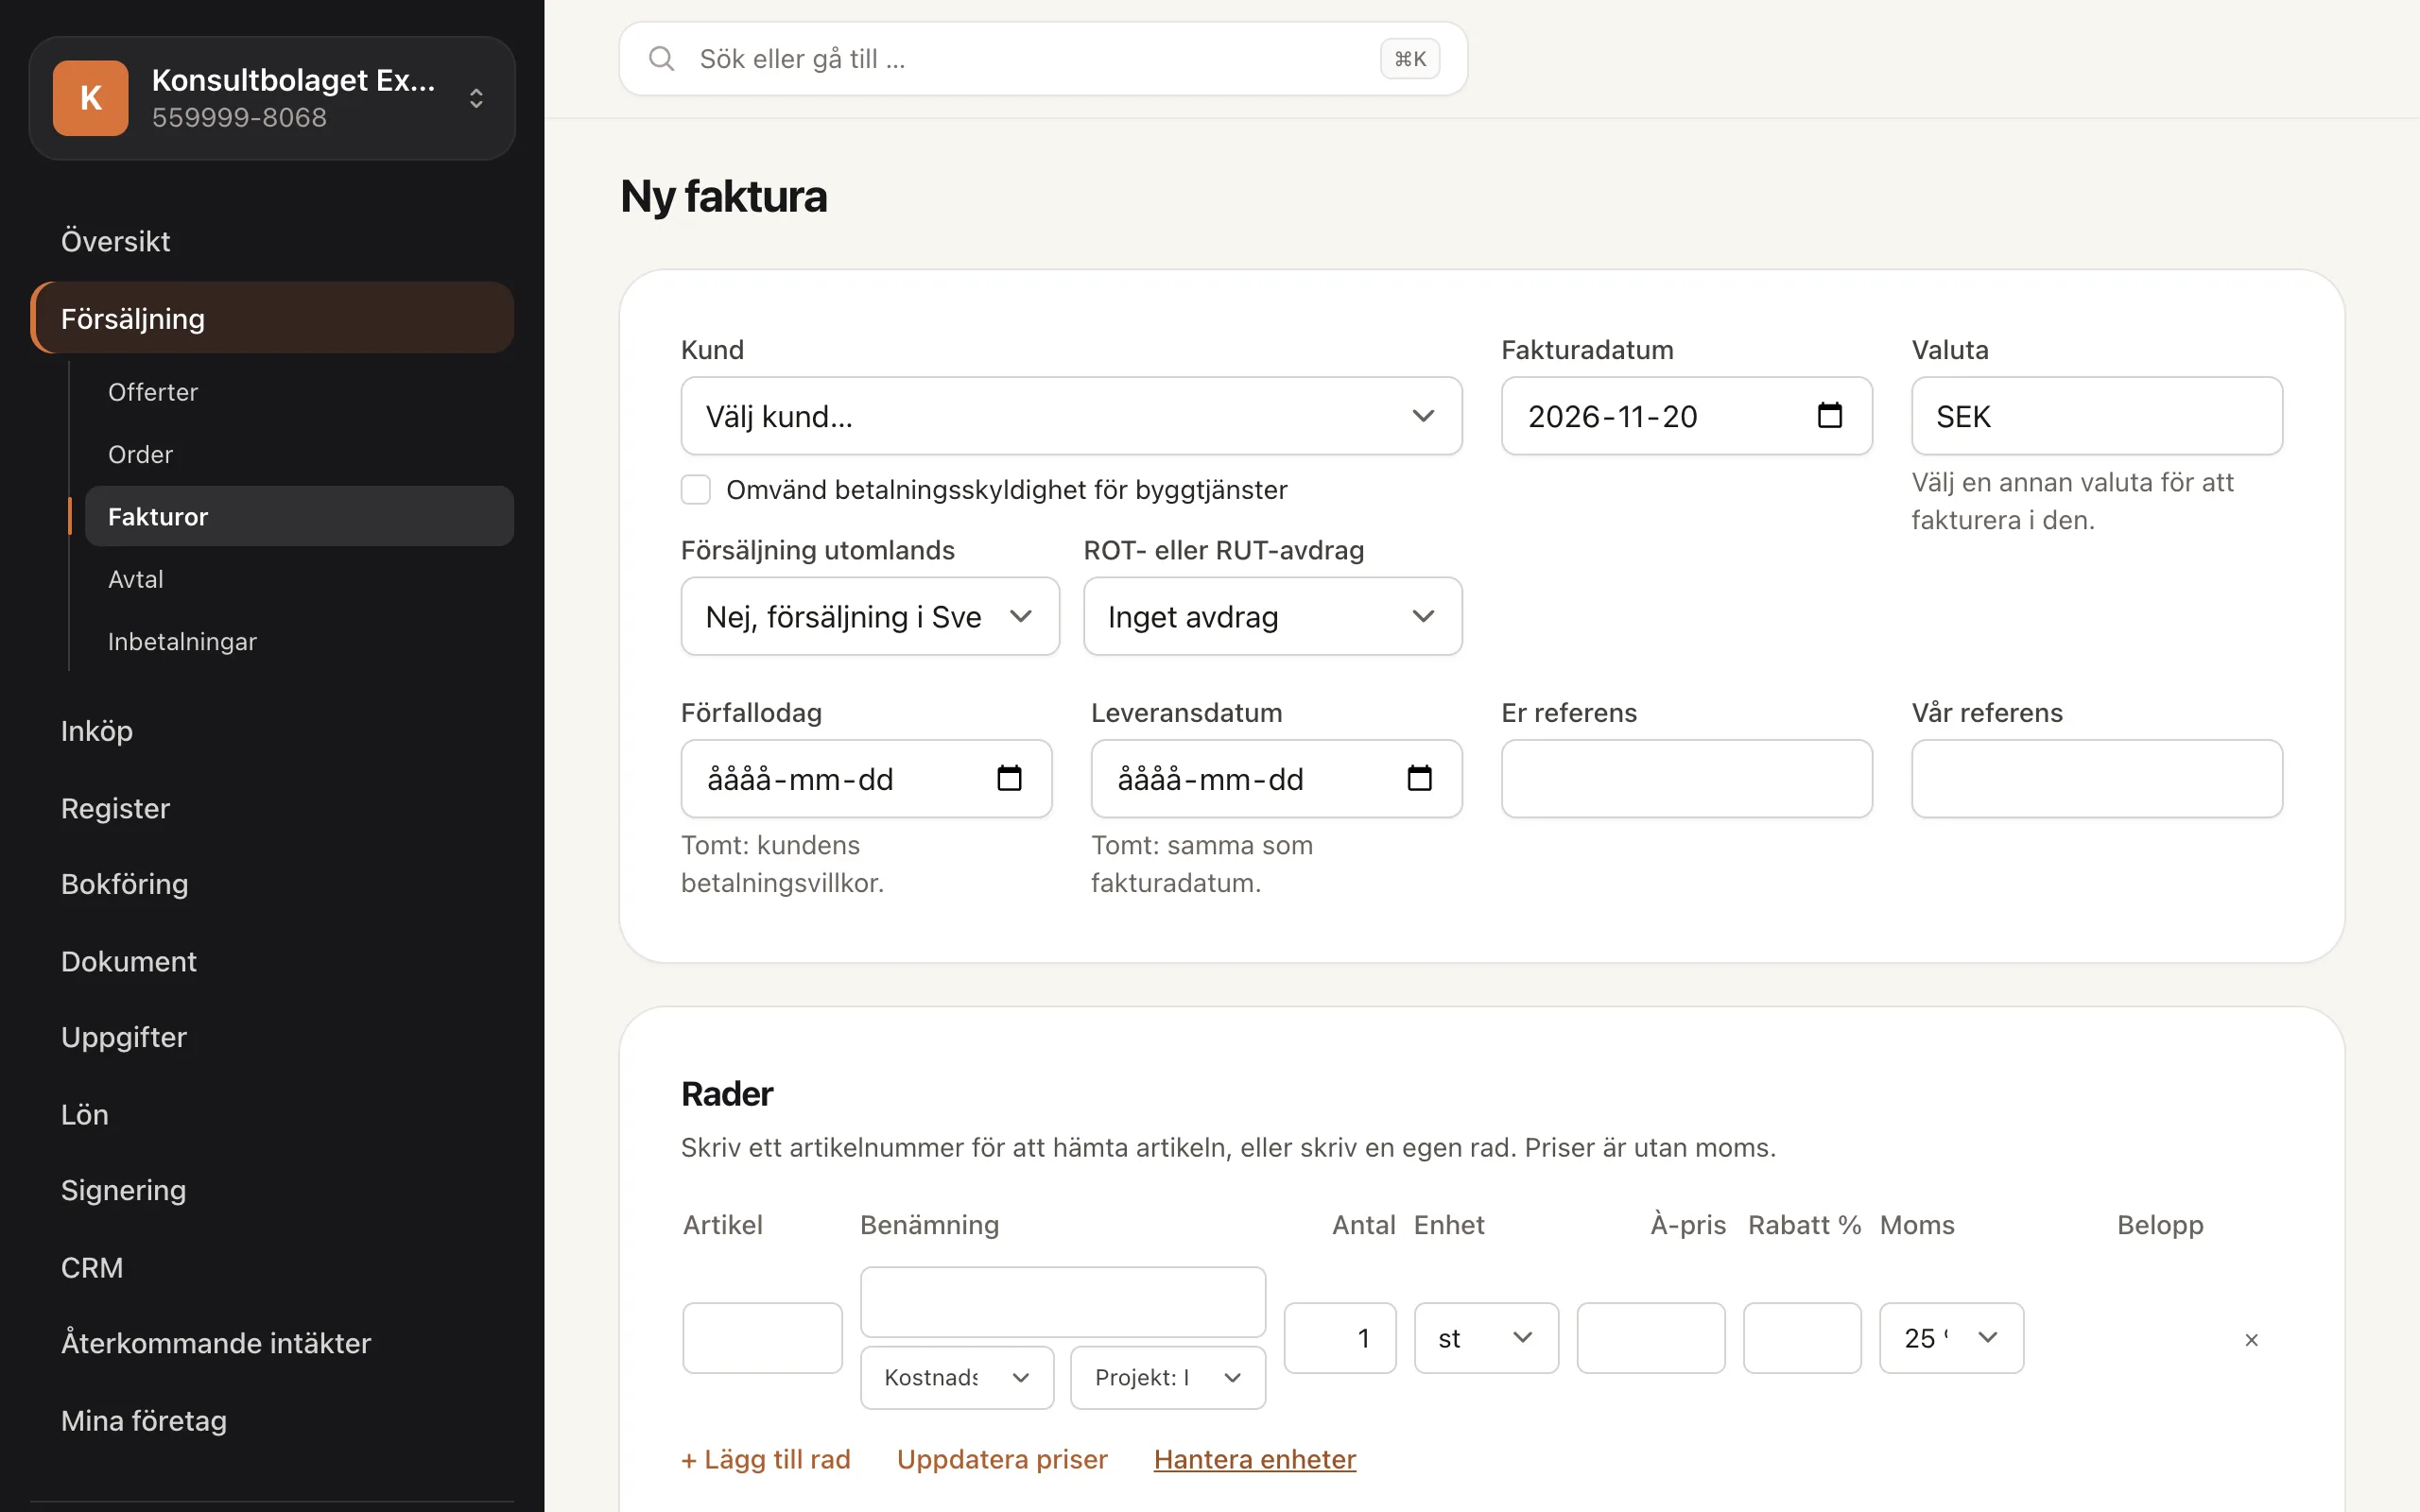 K
Konsultbolaget Ex...
559999-8068
Översikt
Försäljning
Offerter
Order
Fakturor
Avtal
Inbetalningar
Inköp
Register
Bokföring
Dokument
Uppgifter
Lön
Signering
CRM
Återkommande intäkter
Mina företag
Sök eller gå till ...
⌘K
Ny faktura
Kund
Välj kund...
Omvänd betalningsskyldighet för byggtjänster
Fakturadatum
2026-11-20
Valuta
SEK
Välj en annan valuta för att
fakturera i den.
Försäljning utomlands
Nej, försäljning i Sve
ROT- eller RUT-avdrag
Inget avdrag
Förfallodag
åååå-mm-dd
Tomt: kundens
betalningsvillkor.
Leveransdatum
åååå-mm-dd
Tomt: samma som
fakturadatum.
Er referens
Vår referens
Rader
Skriv ett artikelnummer för att hämta artikeln, eller skriv en egen rad. Priser är utan moms.
Artikel Benämning Antal Enhet À-pris Rabatt % Moms Belopp
1 st 25 ×
Kostnads Projekt:
+ Lägg till rad Uppdatera priser Hantera enheter